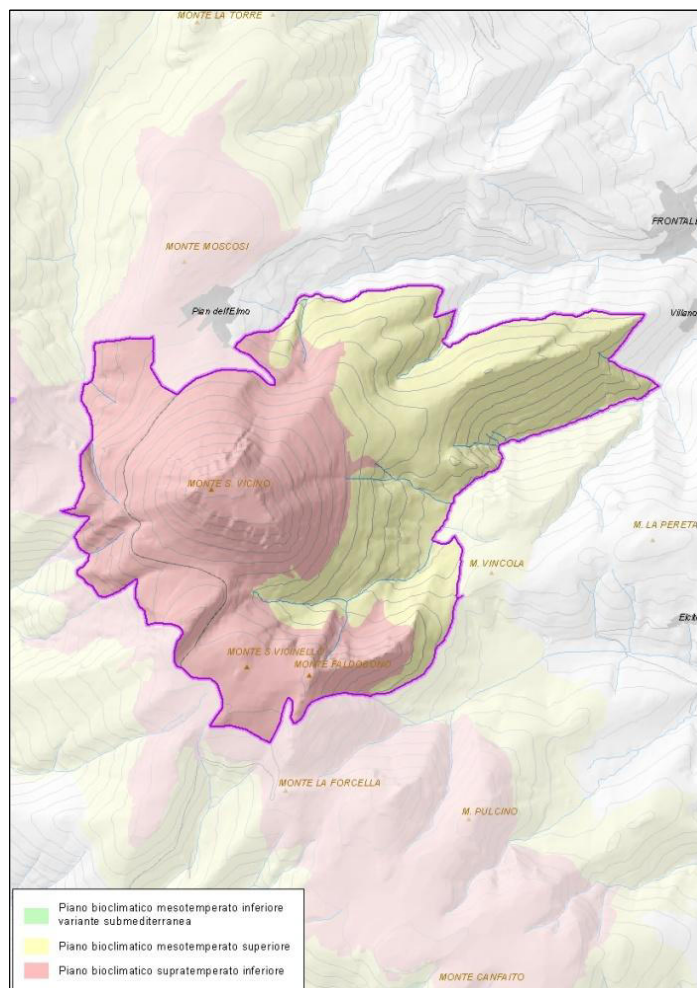 MONTE LA TORRE
FRONTALE
MONTE MOSCOSI
Pian dell'Elmo
Villano
MONTE S. VICINO
M. LA PERETA
M. VINCOLA
MONTE S.VICINELLO
MONTE FALDOBONO
MONTE LA FORCELLA
M. PULCINO
Piano bioclimatico mesotemperato inferiore
variante submediterranea
Piano bioclimatico mesotemperato superiore
Piano bioclimatico supratemperato inferiore
MONTE CANFAITO